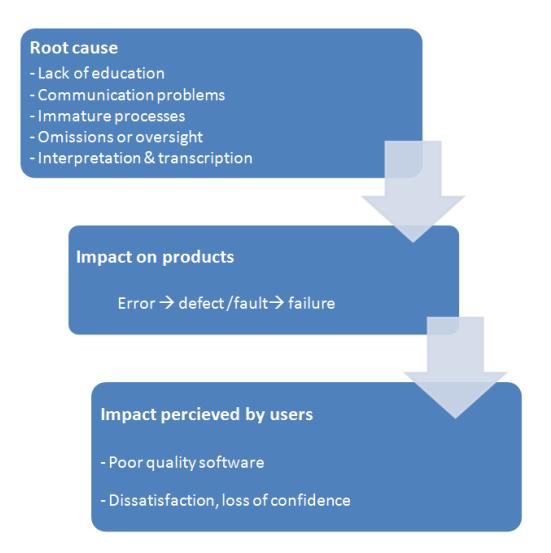 Root cause
- Lack of education
- Communication problems
- Immature processes
- Omissions or oversight
- Interpretation & transcription
Impact on products
Error → defect/fault→ failure
Impact percieved by users
- Poor quality software
- Dissatisfaction, loss of confidence